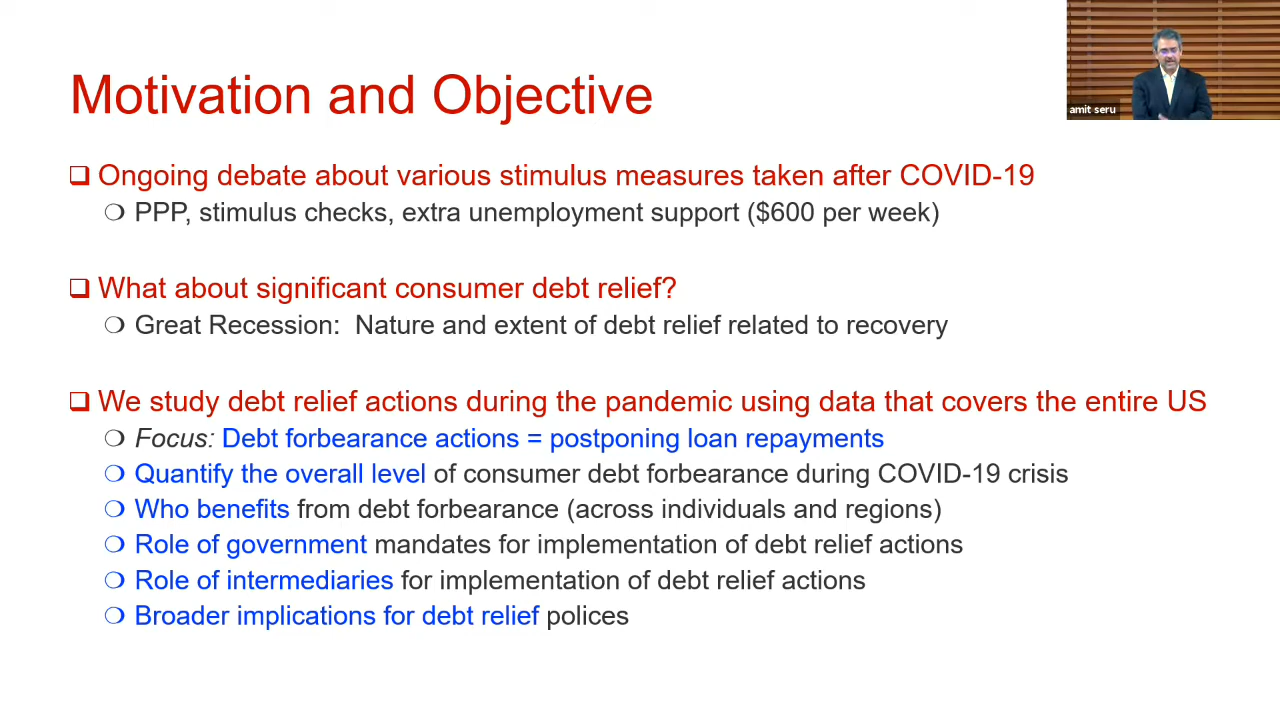 Motivation and Objective
amit seru
Ongoing debate about various stimulus measures taken after COVID-19
PPP, stimulus checks, extra unemployment support ($600 per week)
What about significant consumer debt relief?
Great Recession: Nature and extent of debt relief related to recovery
We study debt relief actions during the pandemic using data that covers the entire US
Focus: Debt forbearance actions = postponing loan repayments
Quantify the overall level of consumer debt forbearance during COVID-19 crisis
Who benefits from debt forbearance (across individuals and regions)
Role of government mandates for implementation of debt relief actions
Role of intermediaries for implementation of debt relief actions
Broader implications for debt relief polices